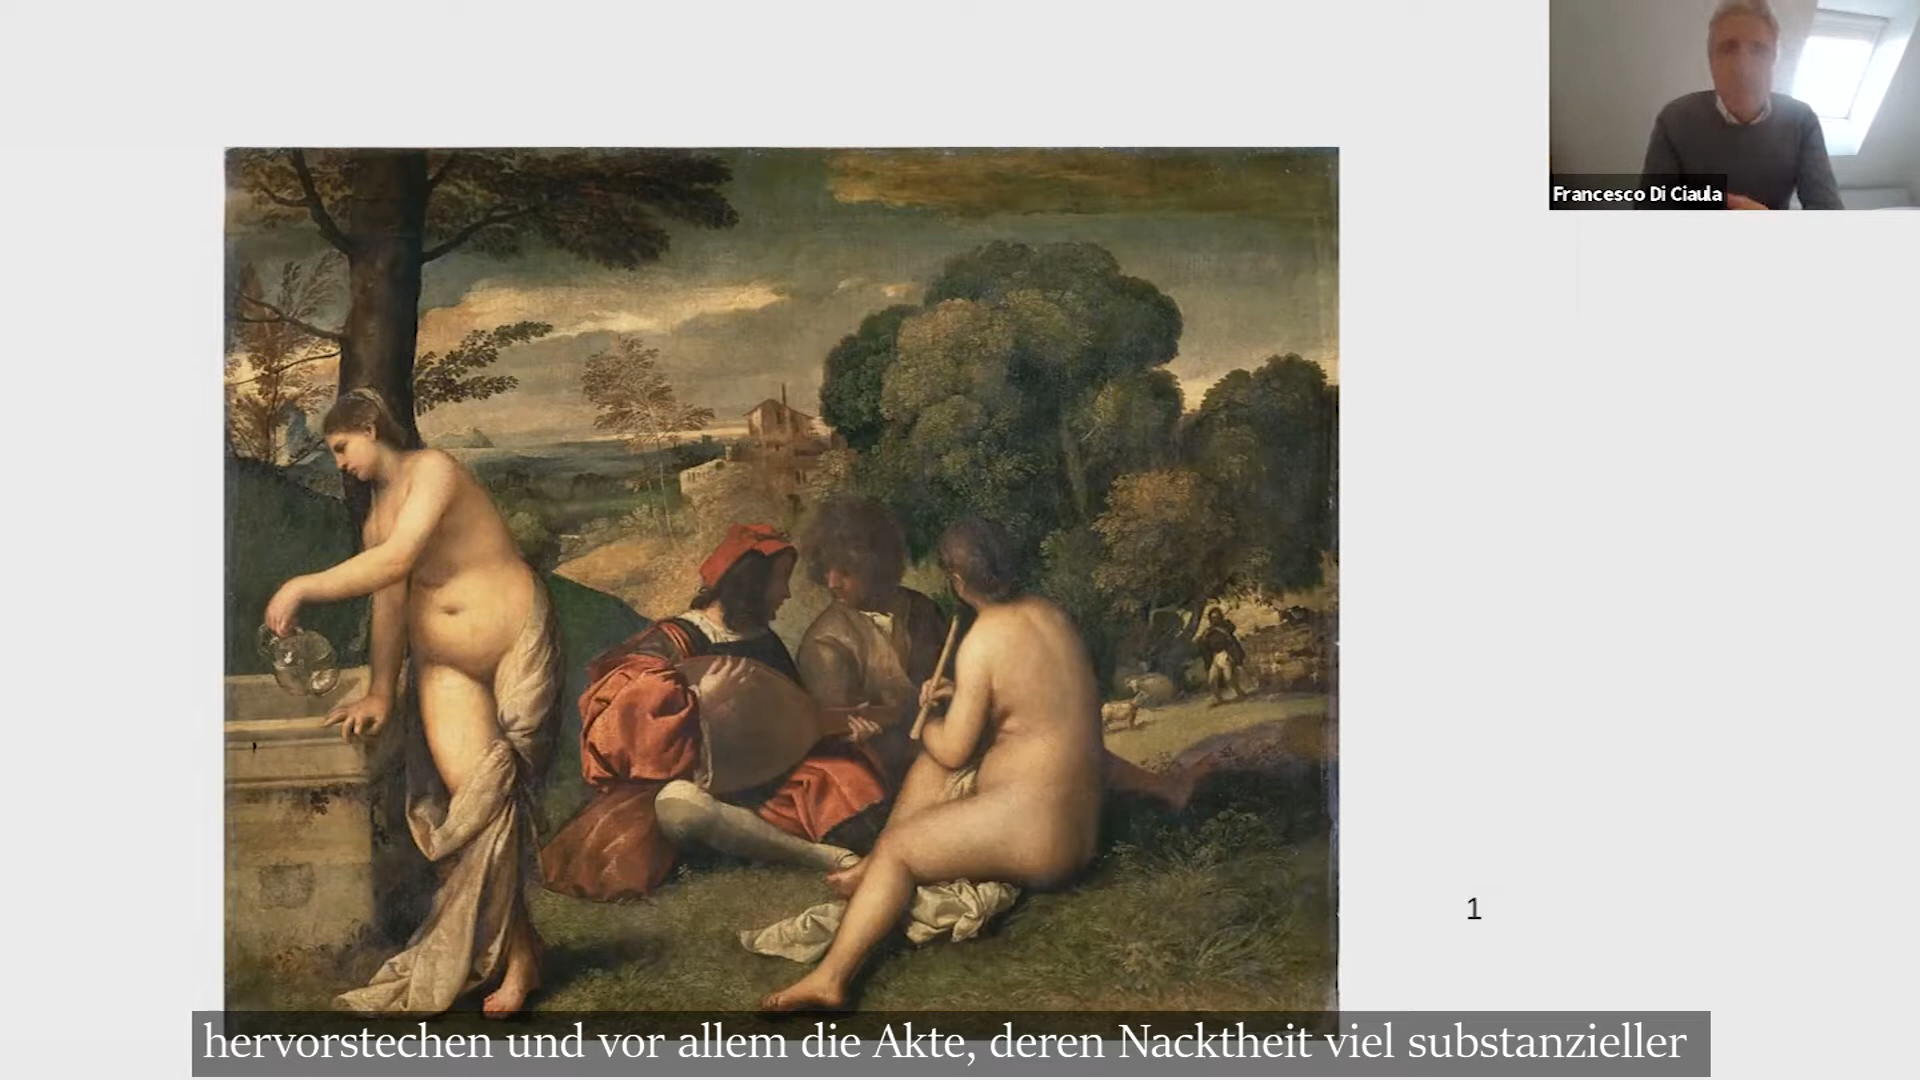 Francesco Di Ciaula
1
hervorstechen und vor allem die Akte, deren Nacktheit viel substanzieller